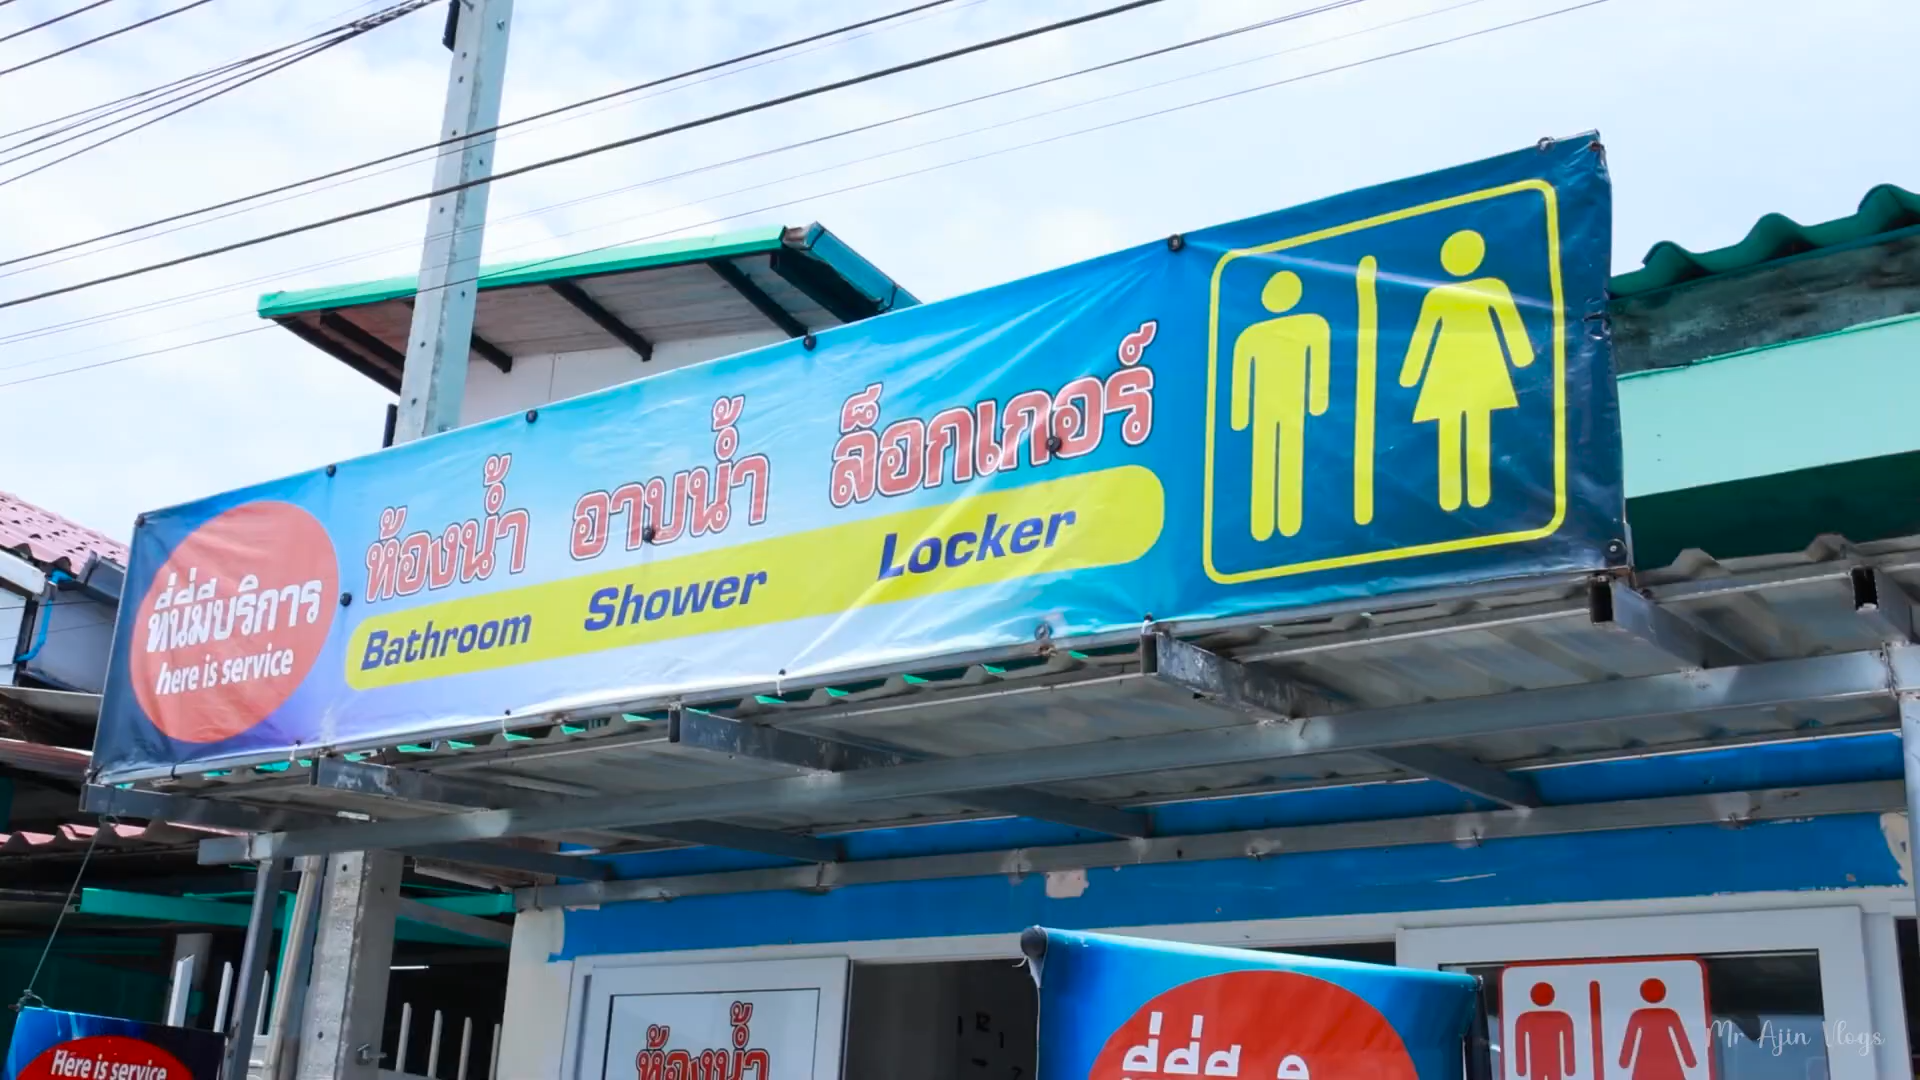 ที่นี่มีบริการ
here is service
ห้องน้ำ อาบน้ำ ล็อกเกอร์
Bathroom Shower Locker
ห้องน้ำ
Here is service
Mr Ajin Vlogs